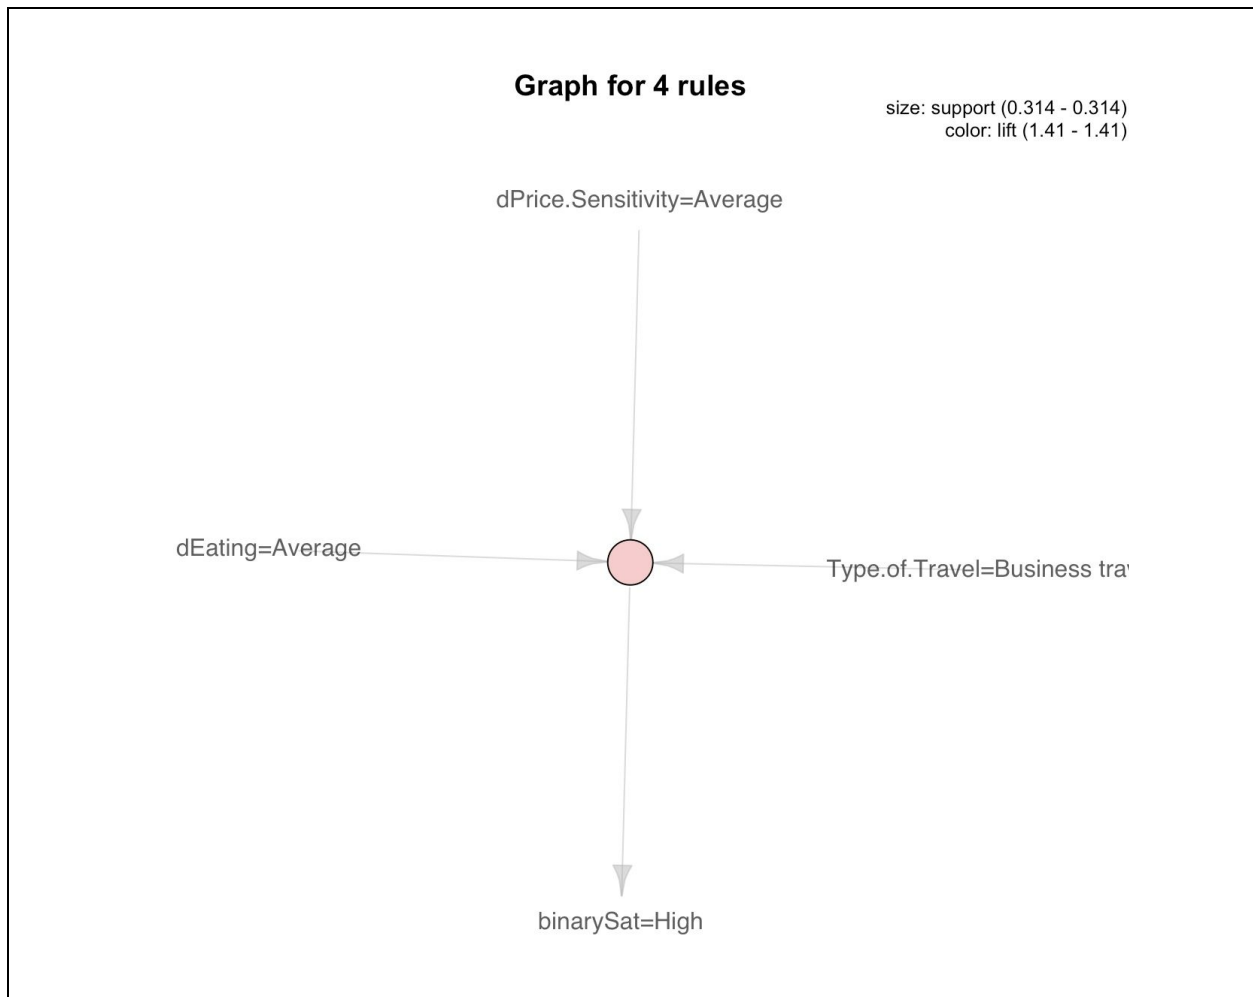 Graph for 4 rules
size: support (0.314 - 0.314)
color: lift (1.41 - 1.41)
dPrice.Sensitivity=Average
dEating=Average
Type.of.Travel=Business
binarySat=High